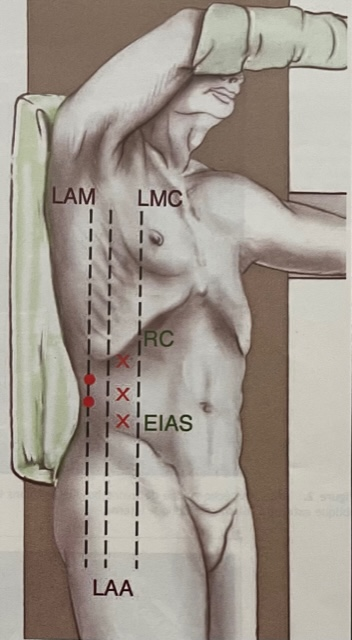 LAM LMC
RC
x
x
x EIAS
LAA